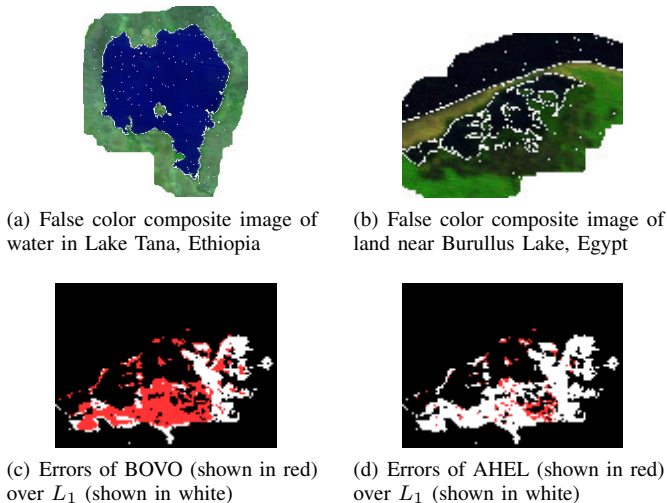 (a) False color composite image of
water in Lake Tana, Ethiopia
(b) False color composite image of
land near Burullus Lake, Egypt
(c) Errors of BOVO (shown in red)
over L₁ (shown in white)
(d) Errors of AHEL (shown in red)
over L₁ (shown in white)